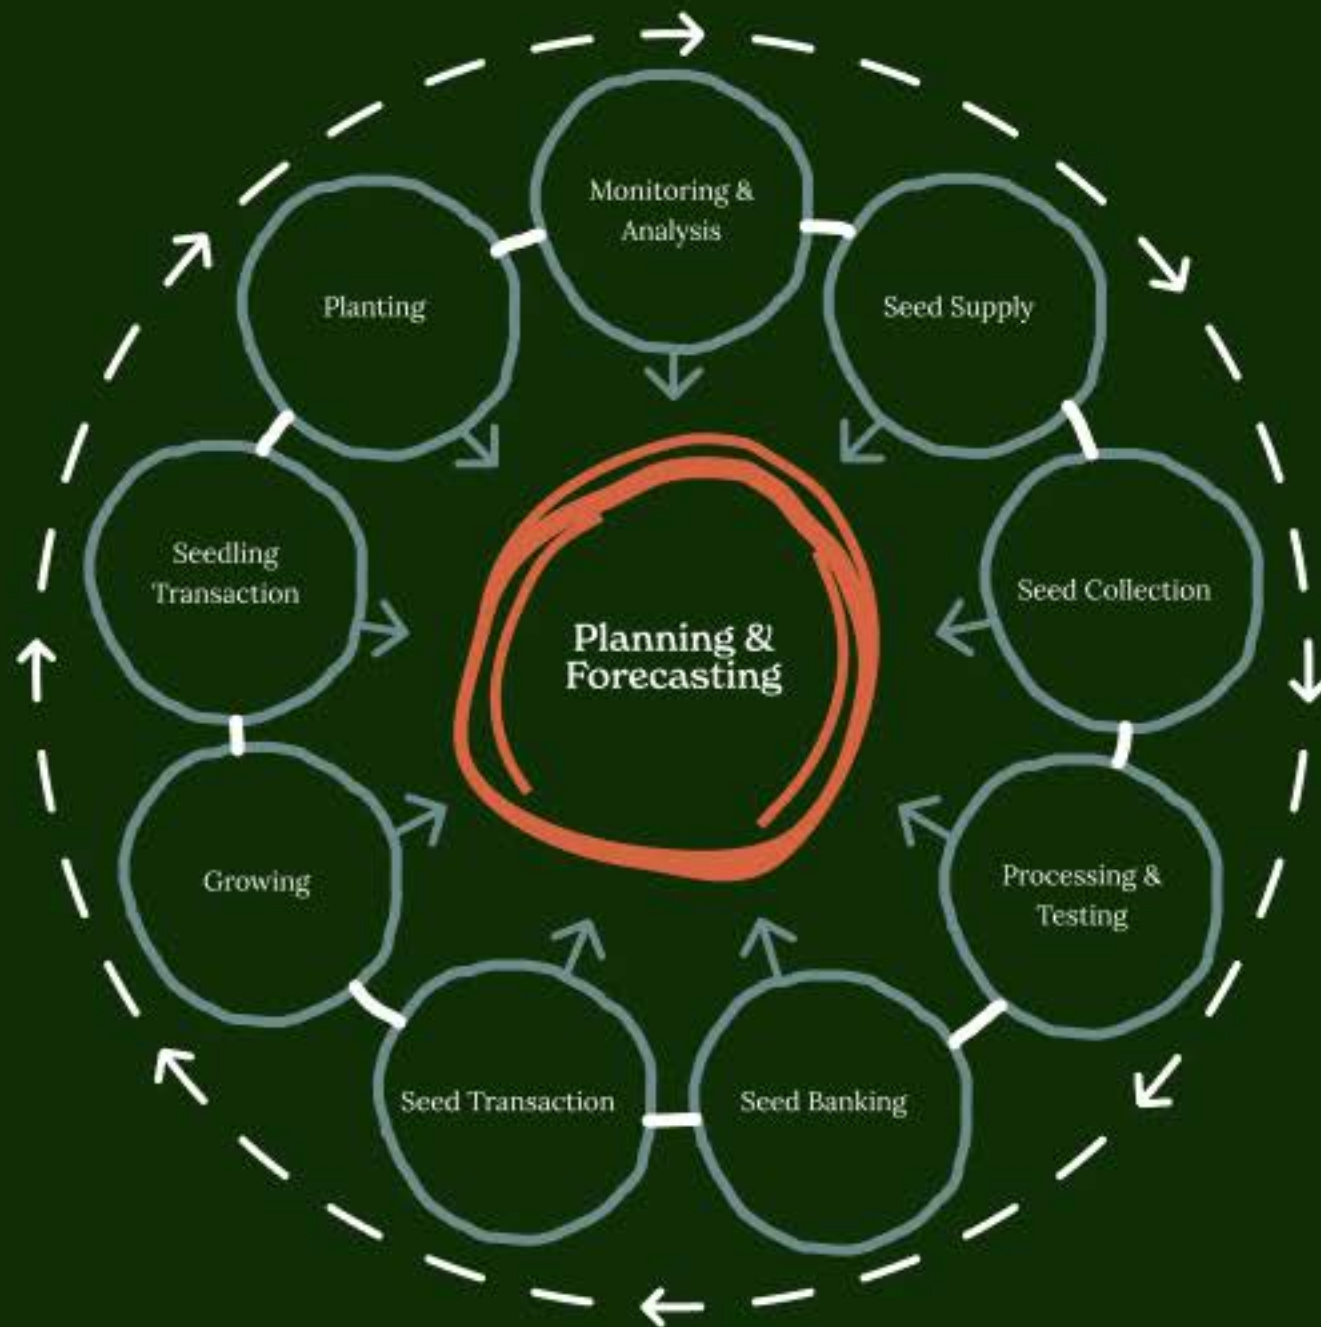 Monitoring &
Analysis
Planting
Seed Supply
Seedling
Transaction
Seed Collection
Planning &
Forecasting
Growing
Processing &
Testing
Seed Transaction
Seed Banking